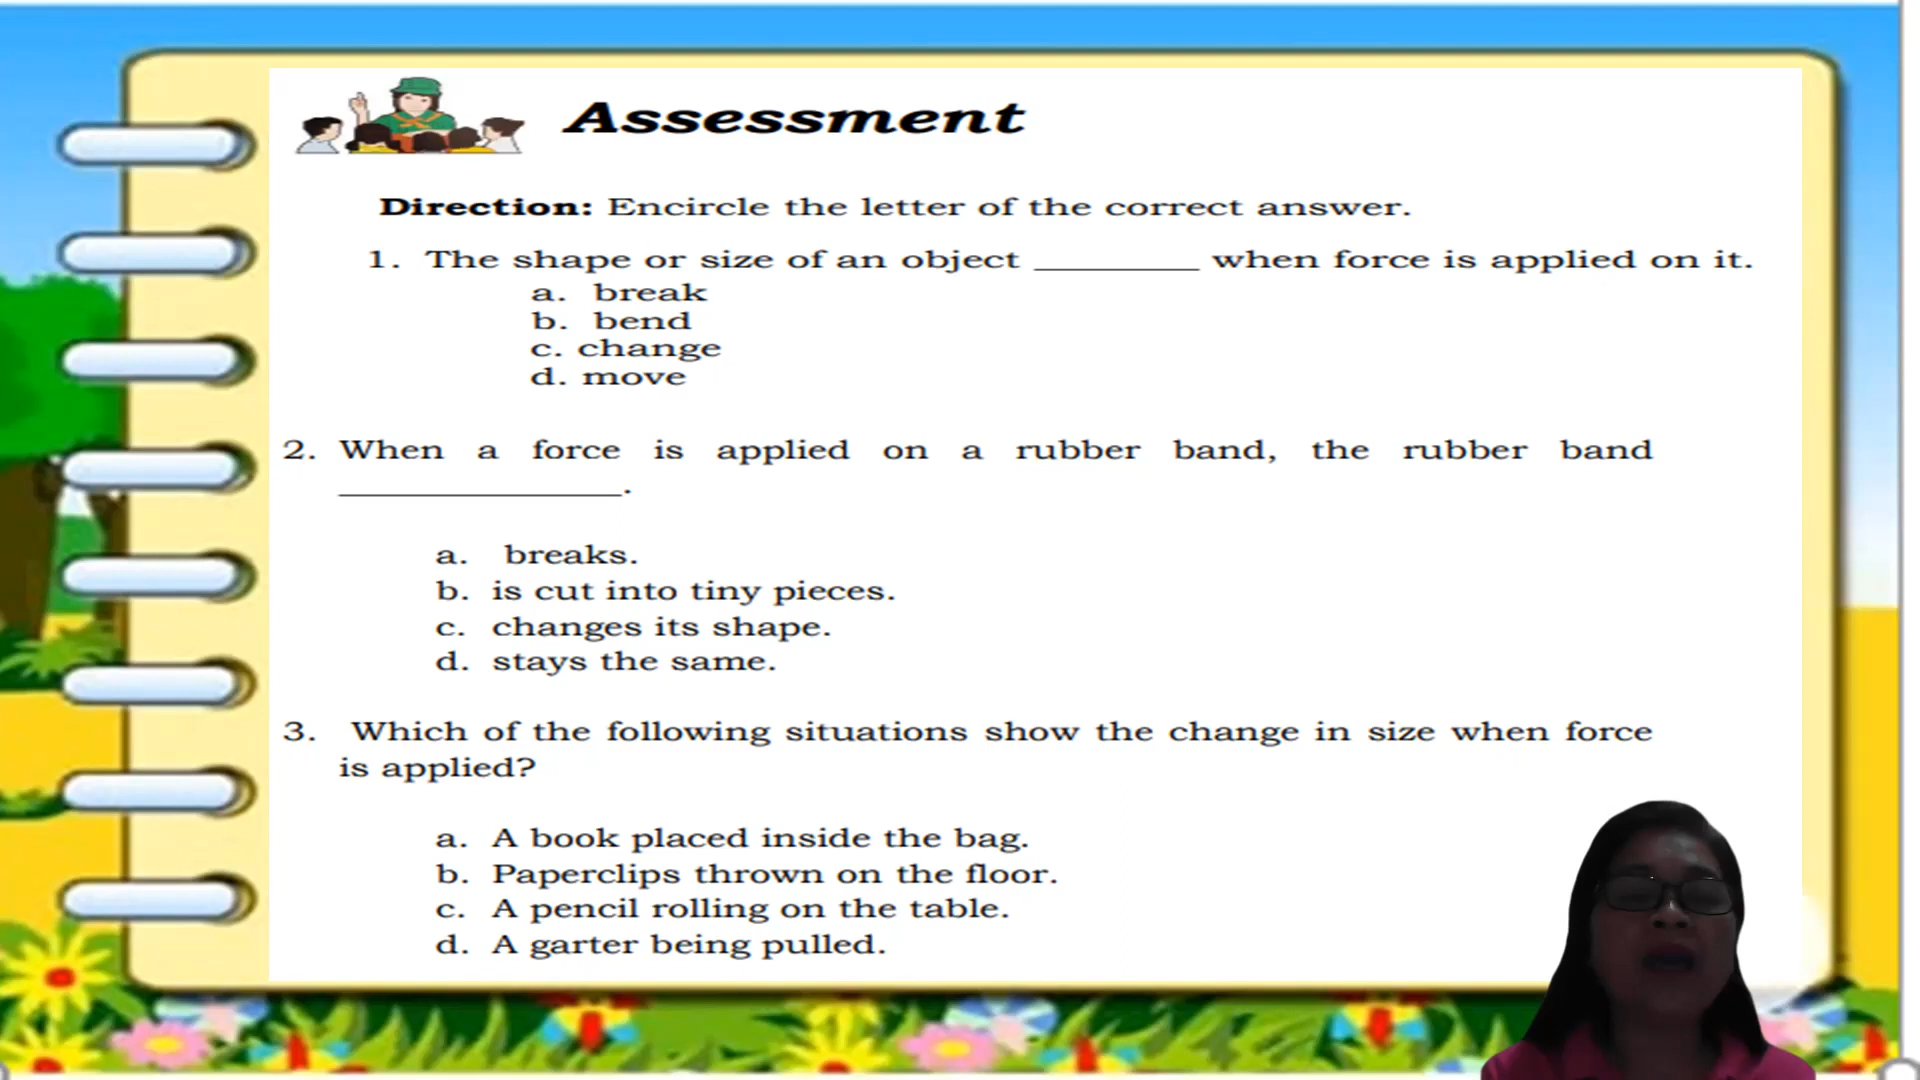 Assessment
Direction: Encircle the letter of the correct answer.
1. The shape or size of an object ________ when force is applied on it.
a. break
b. bend
c. change
d. move
2. When a force is applied on a rubber band, the rubber band
______________.
a. breaks.
b. is cut into tiny pieces.
c. changes its shape.
d. stays the same.
3. Which of the following situations show the change in size when force
is applied?
a. A book placed inside the bag.
b. Paperclips thrown on the floor.
c. A pencil rolling on the table.
d. A garter being pulled.